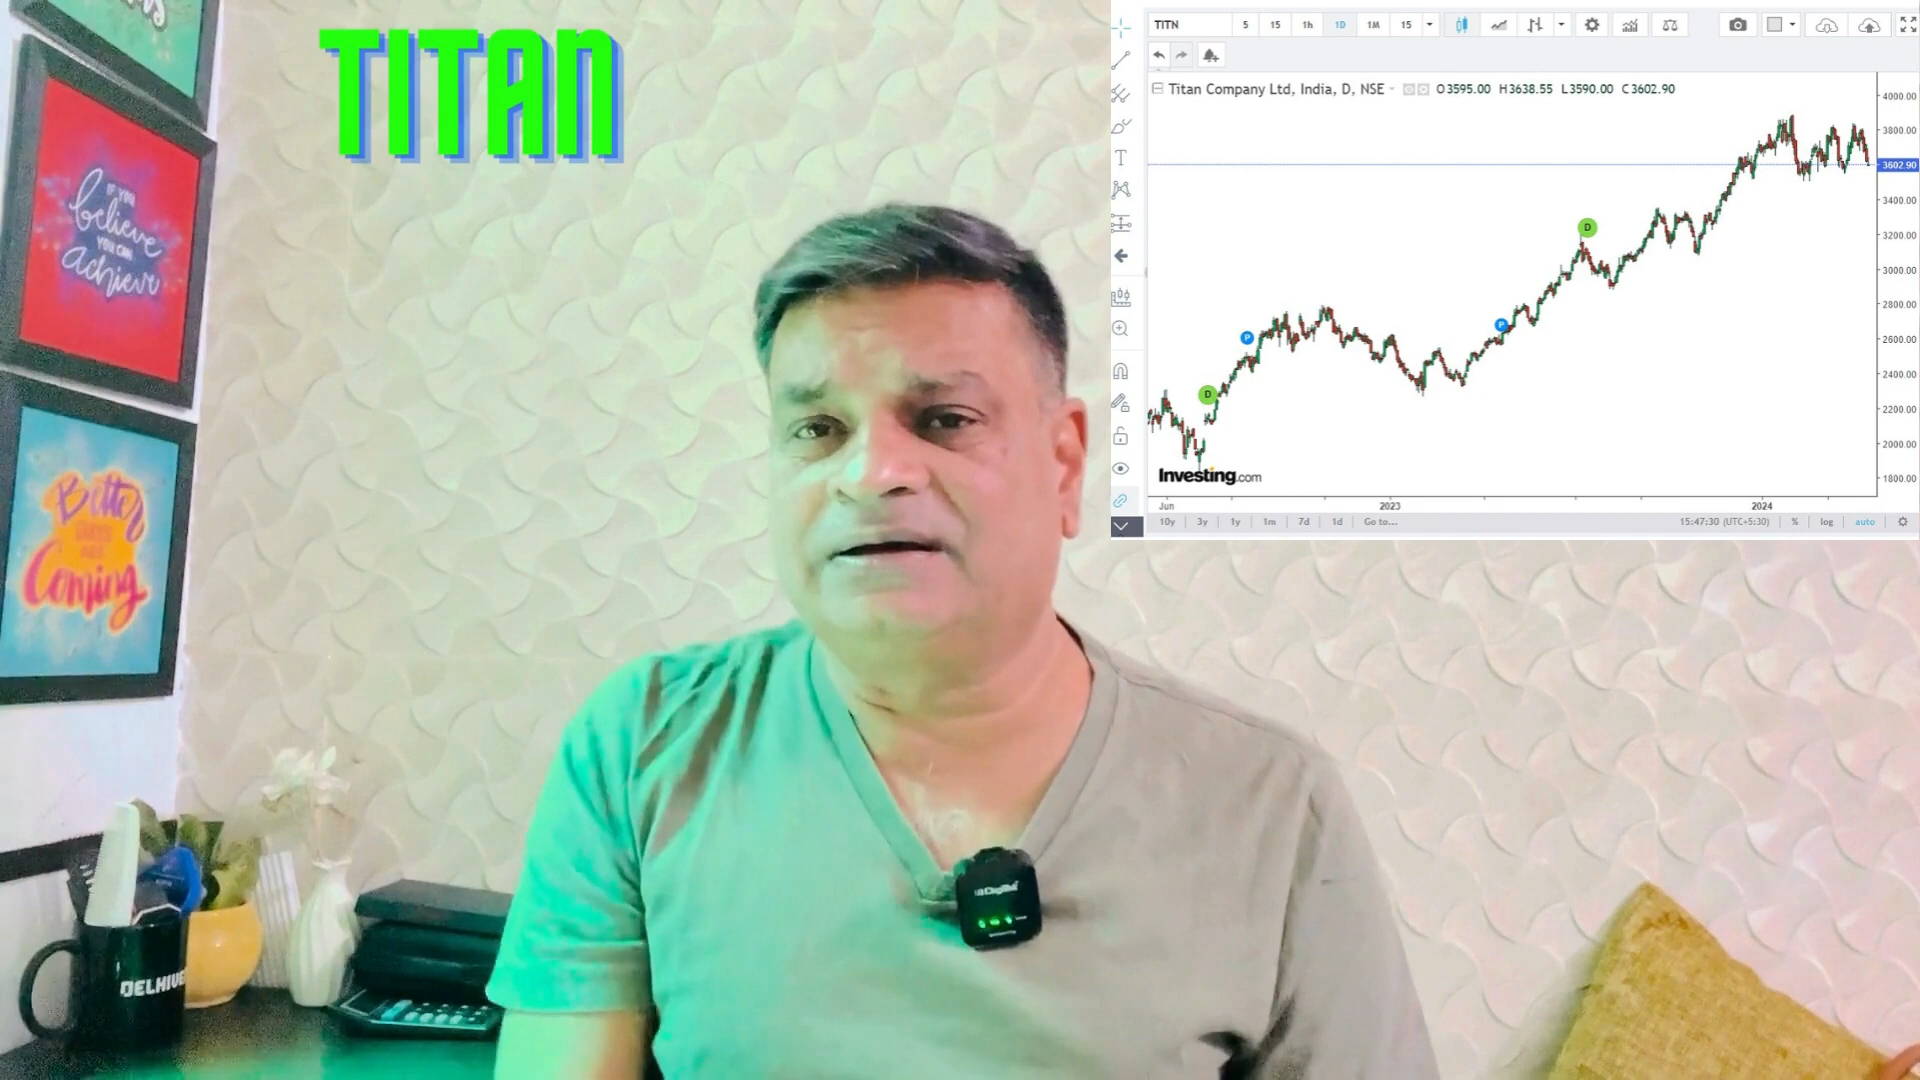 TITAN
IF YOU
believe
YOU CAN
achieve
Better
DAYS ARE
Coming
DELHIVE
TITN
5 15 1h 1D 1M 15
Titan Company Ltd, India, D, NSE O3595.00 H3638.55 L3590.00 C3602.90
4000.00
3800.00
3602.90
3400.00
3200.00
3000.00
2800.00
2600.00
2400.00
2200.00
2000.00
1800.00
D
P
P
D
Investing.com
Jun 2023 2024
10y 3y 1y 1m 7d 1d Go to... 15:47:30 (UTC+5:30) % log auto